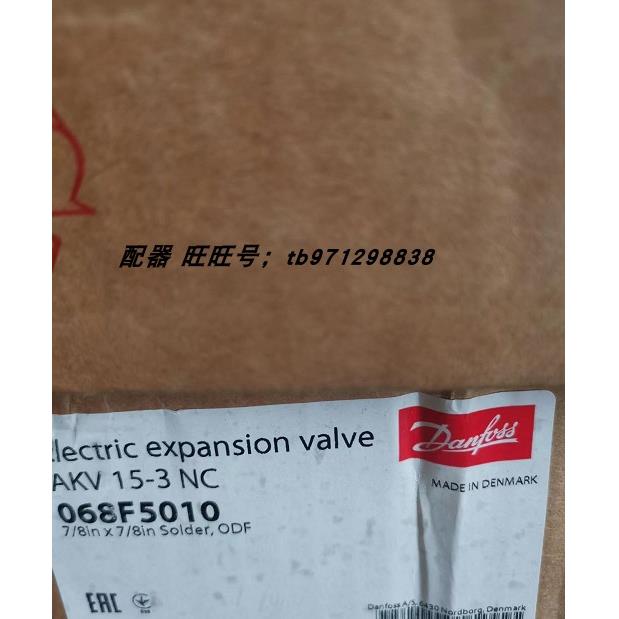 配器 旺旺号；tb971298838
Electric expansion valve
Danfoss
AKV 15-3 NC
MADE IN DENMARK
068F5010
7/8in x 7/8in Solder, ODF
EAC
Danfoss A/S, 6430 Nordborg, Denmark